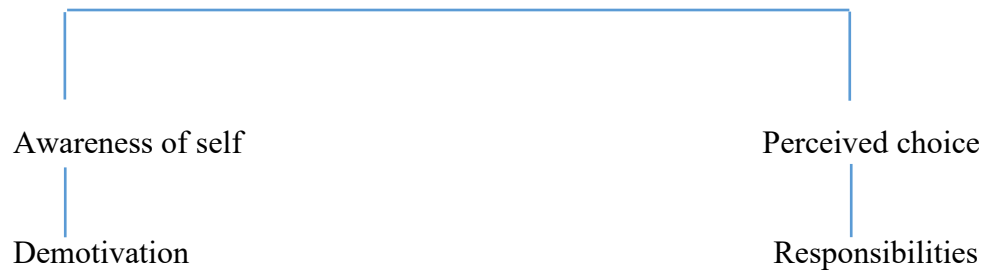 Awareness of self
Perceived choice
Demotivation
Responsibilities